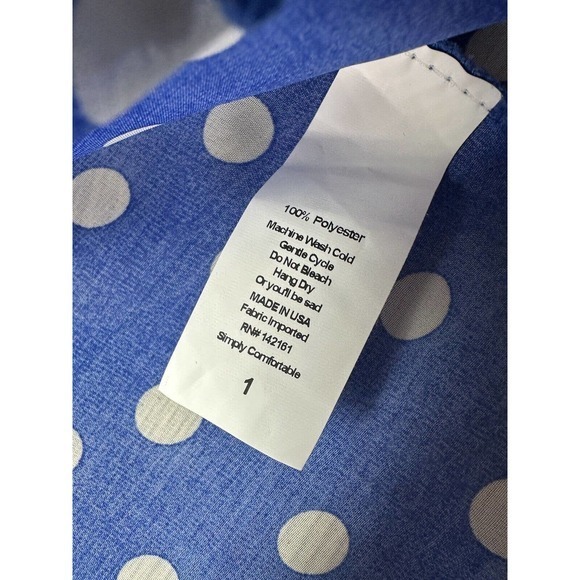 100% Polyester
Machine Wash Cold
Gentle Cycle
Do Not Bleach
Hang Dry
Or you'll be sad
MADE IN USA
Fabric Imported
RN# 142161
Simply Comfortable
1